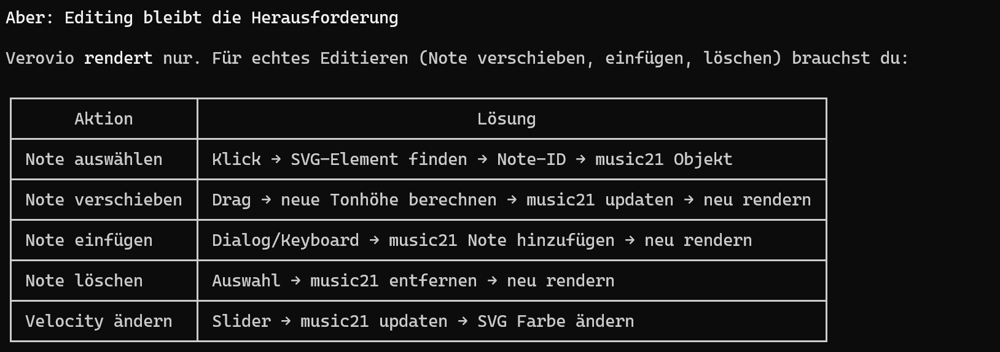 Aber: Editing bleibt die Herausforderung
Verovio rendert nur. Für echtes Editieren (Note verschieben, einfügen, löschen) brauchst du:
Aktion Lösung
Note auswählen Klick → SVG-Element finden → Note-ID → music21 Objekt
Note verschieben Drag → neue Tonhöhe berechnen → music21 updaten → neu rendern
Note einfügen Dialog/Keyboard → music21 Note hinzufügen → neu rendern
Note löschen Auswahl → music21 entfernen → neu rendern
Velocity ändern Slider → music21 updaten → SVG Farbe ändern